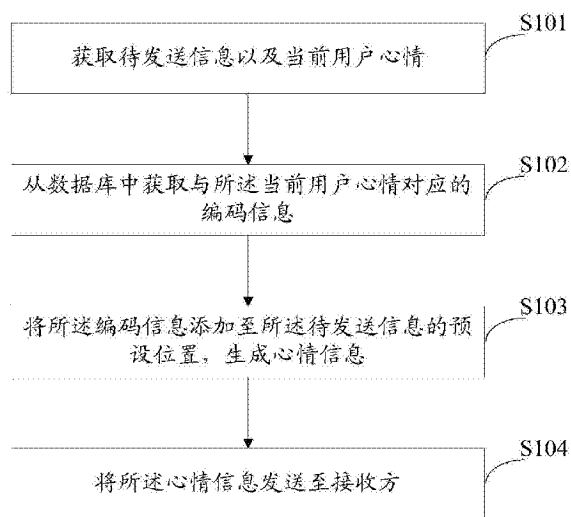 S101
获取待发送信息以及当前用户心情
S102
从数据库中获取与所述当前用户心情对应的
编码信息
S103
将所述编码信息添加至所述待发送信息的预
设位置，生成心情信息
S104
将所述心情信息发送至接收方